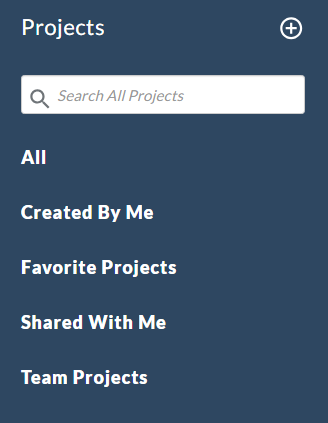 Projects
Search All Projects
All
Created By Me
Favorite Projects
Shared With Me
Team Projects